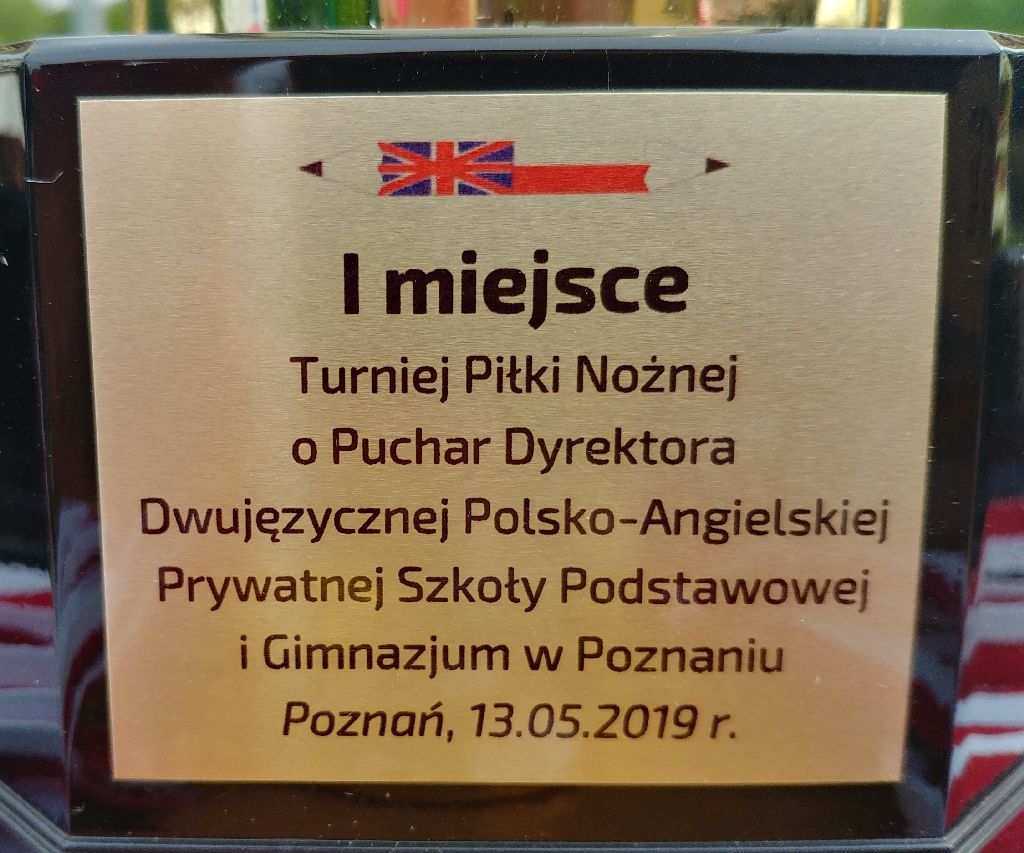 I miejsce
Turniej Piłki Nożnej
o Puchar Dyrektora
Dwujęzycznej Polsko-Angielskiej
Prywatnej Szkoły Podstawowej
i Gimnazjum w Poznaniu
Poznań, 13.05.2019 r.